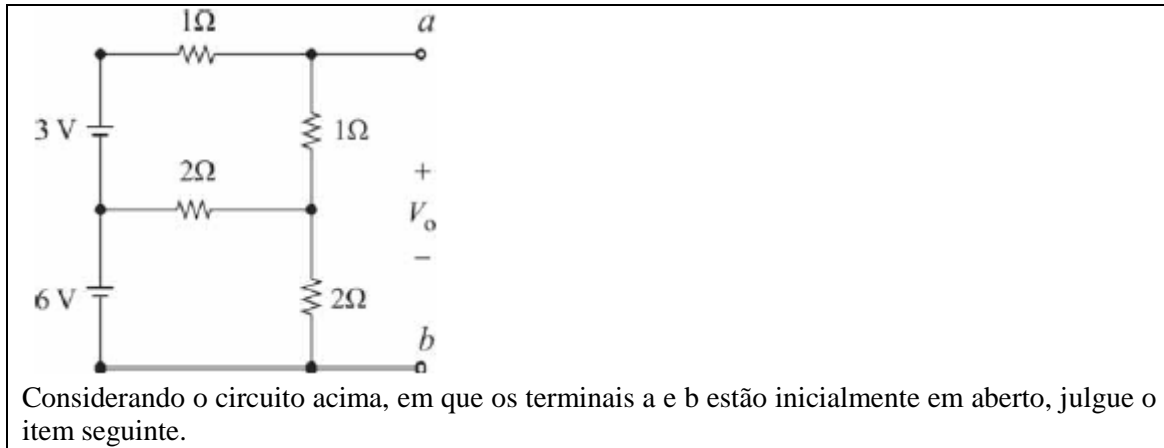 1Ω a
3 V 1Ω
2Ω +
Vo
−
6 V 2Ω
b
Considerando o circuito acima, em que os terminais a e b estão inicialmente em aberto, julgue o
item seguinte.